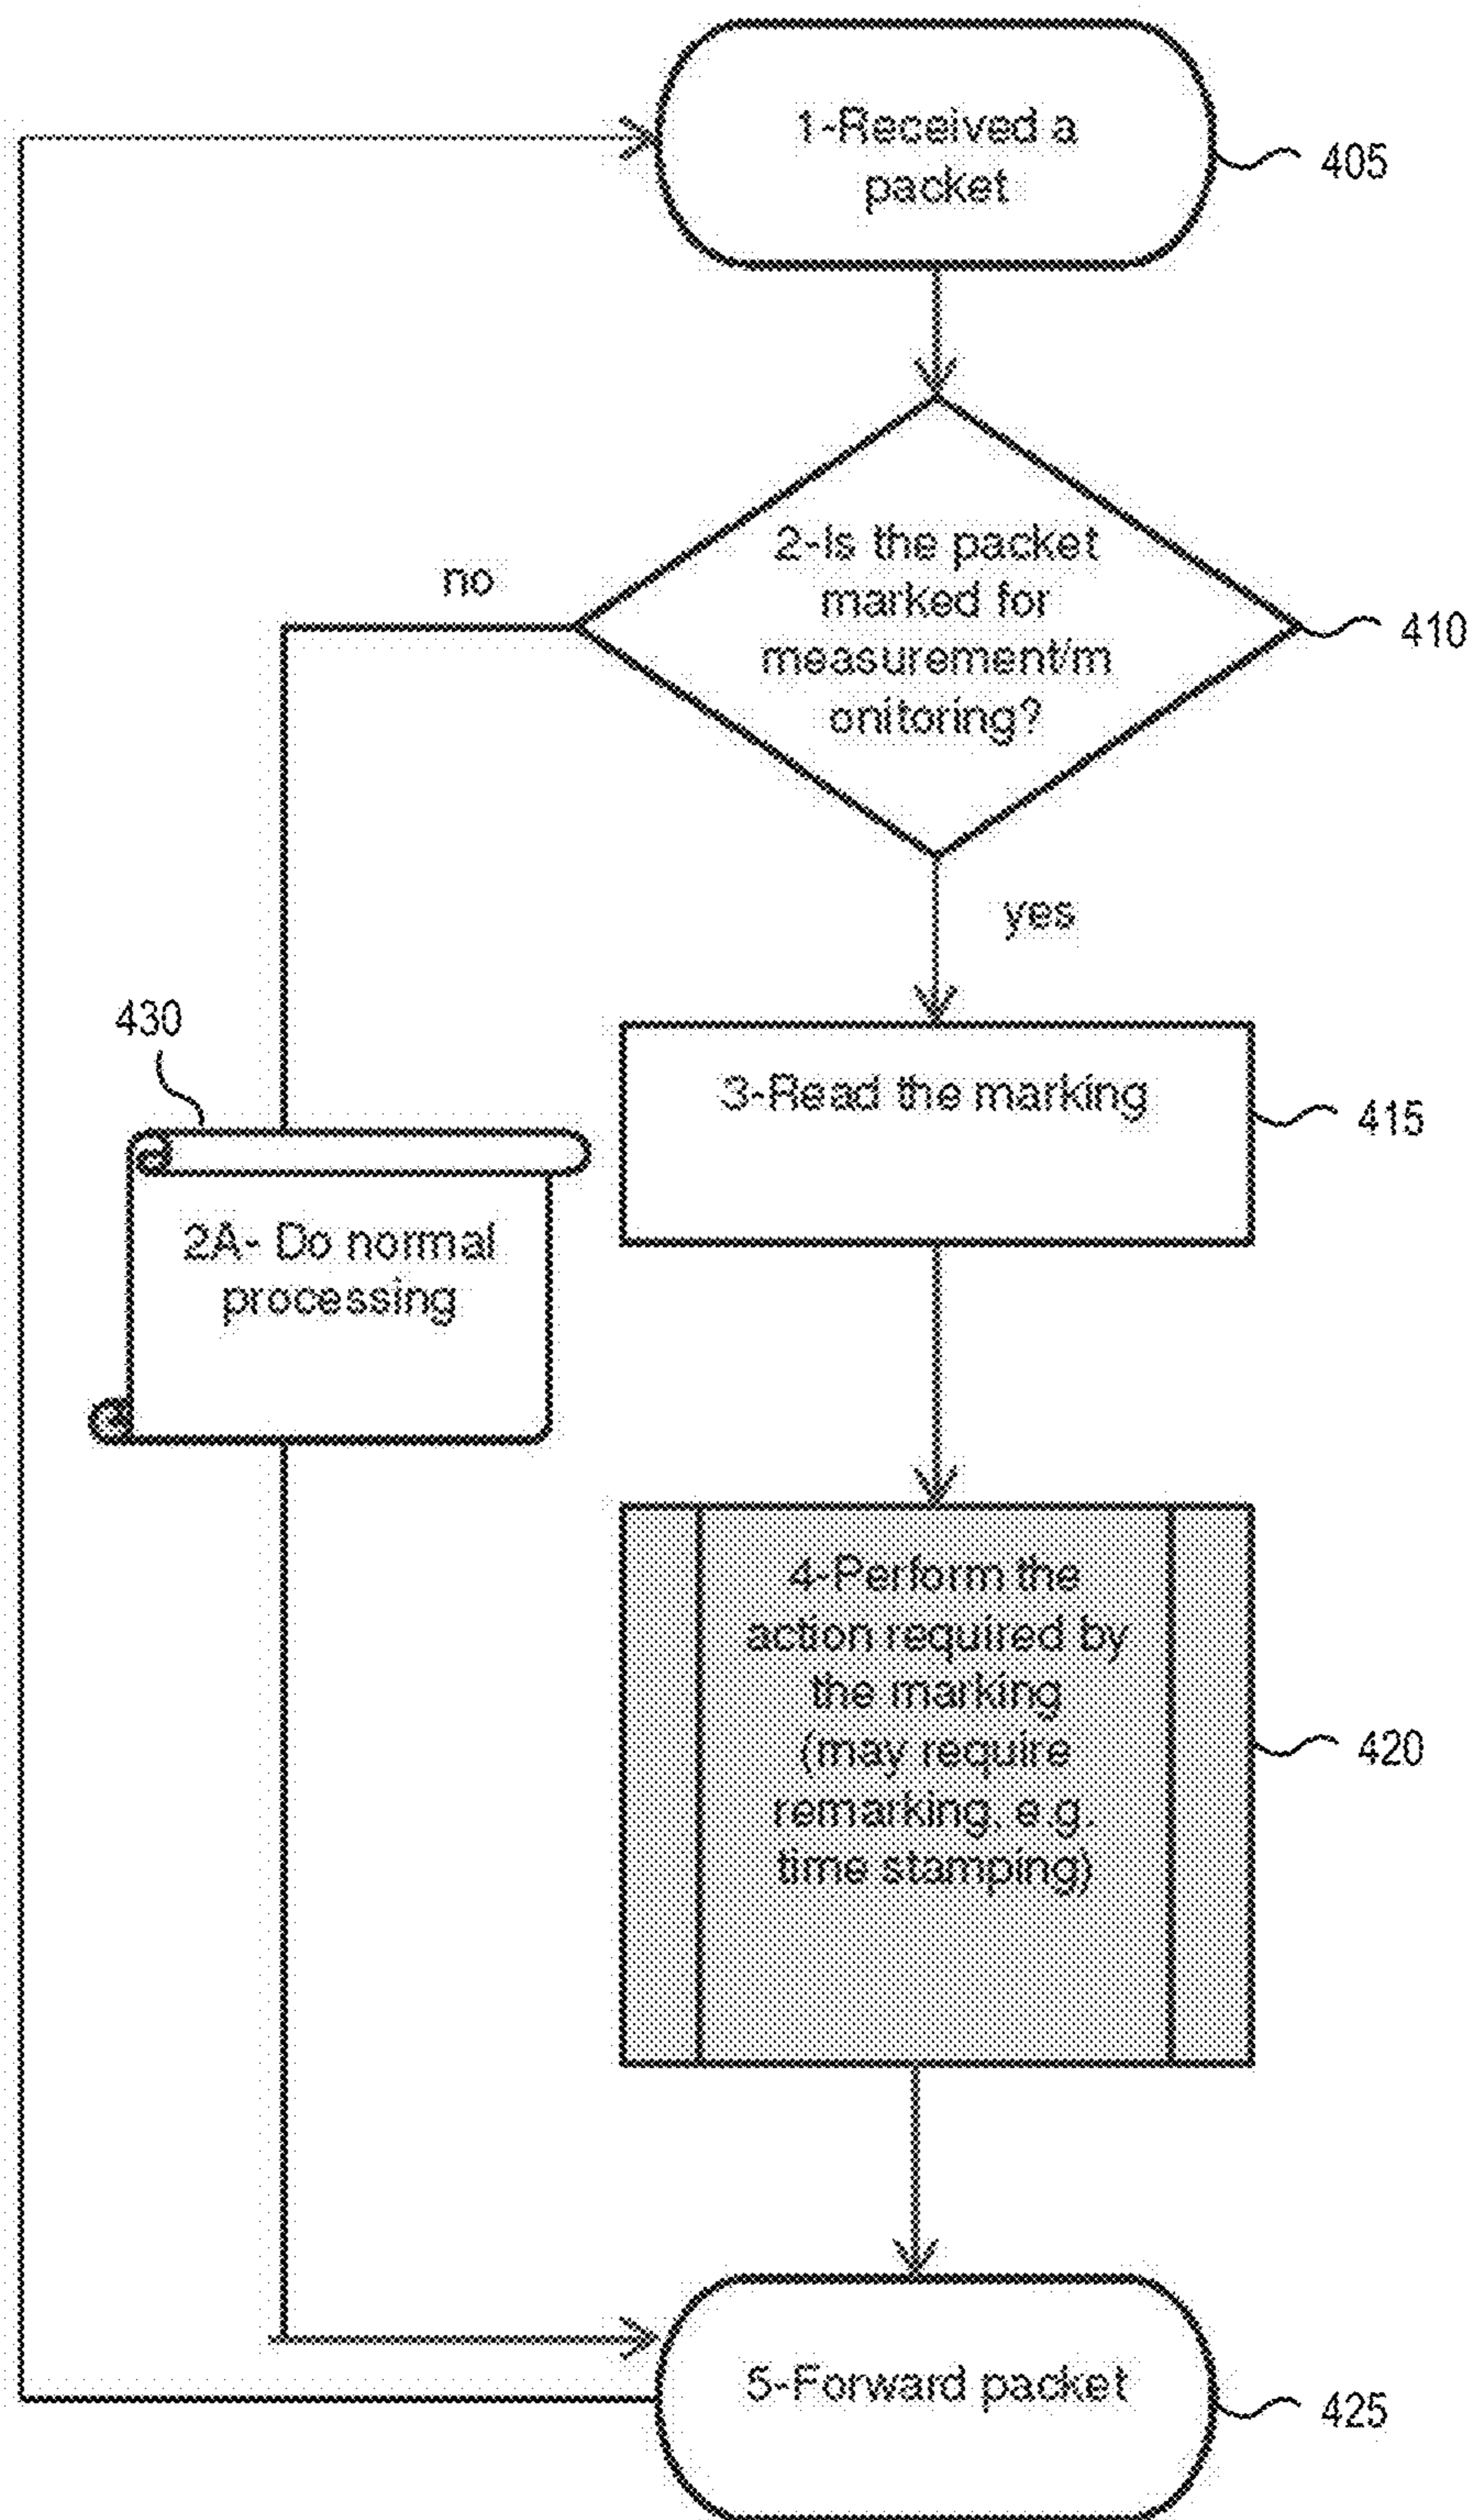 1-Received a
packet
405
2-Is the packet
marked for
measurement/m
onitoring?
410
no
yes
430
3-Read the marking
415
2A- Do normal
processing
4-Perform the
action required by
the marking
(may require
remarking, e.g.
time stamping)
420
5-Forward packet
425